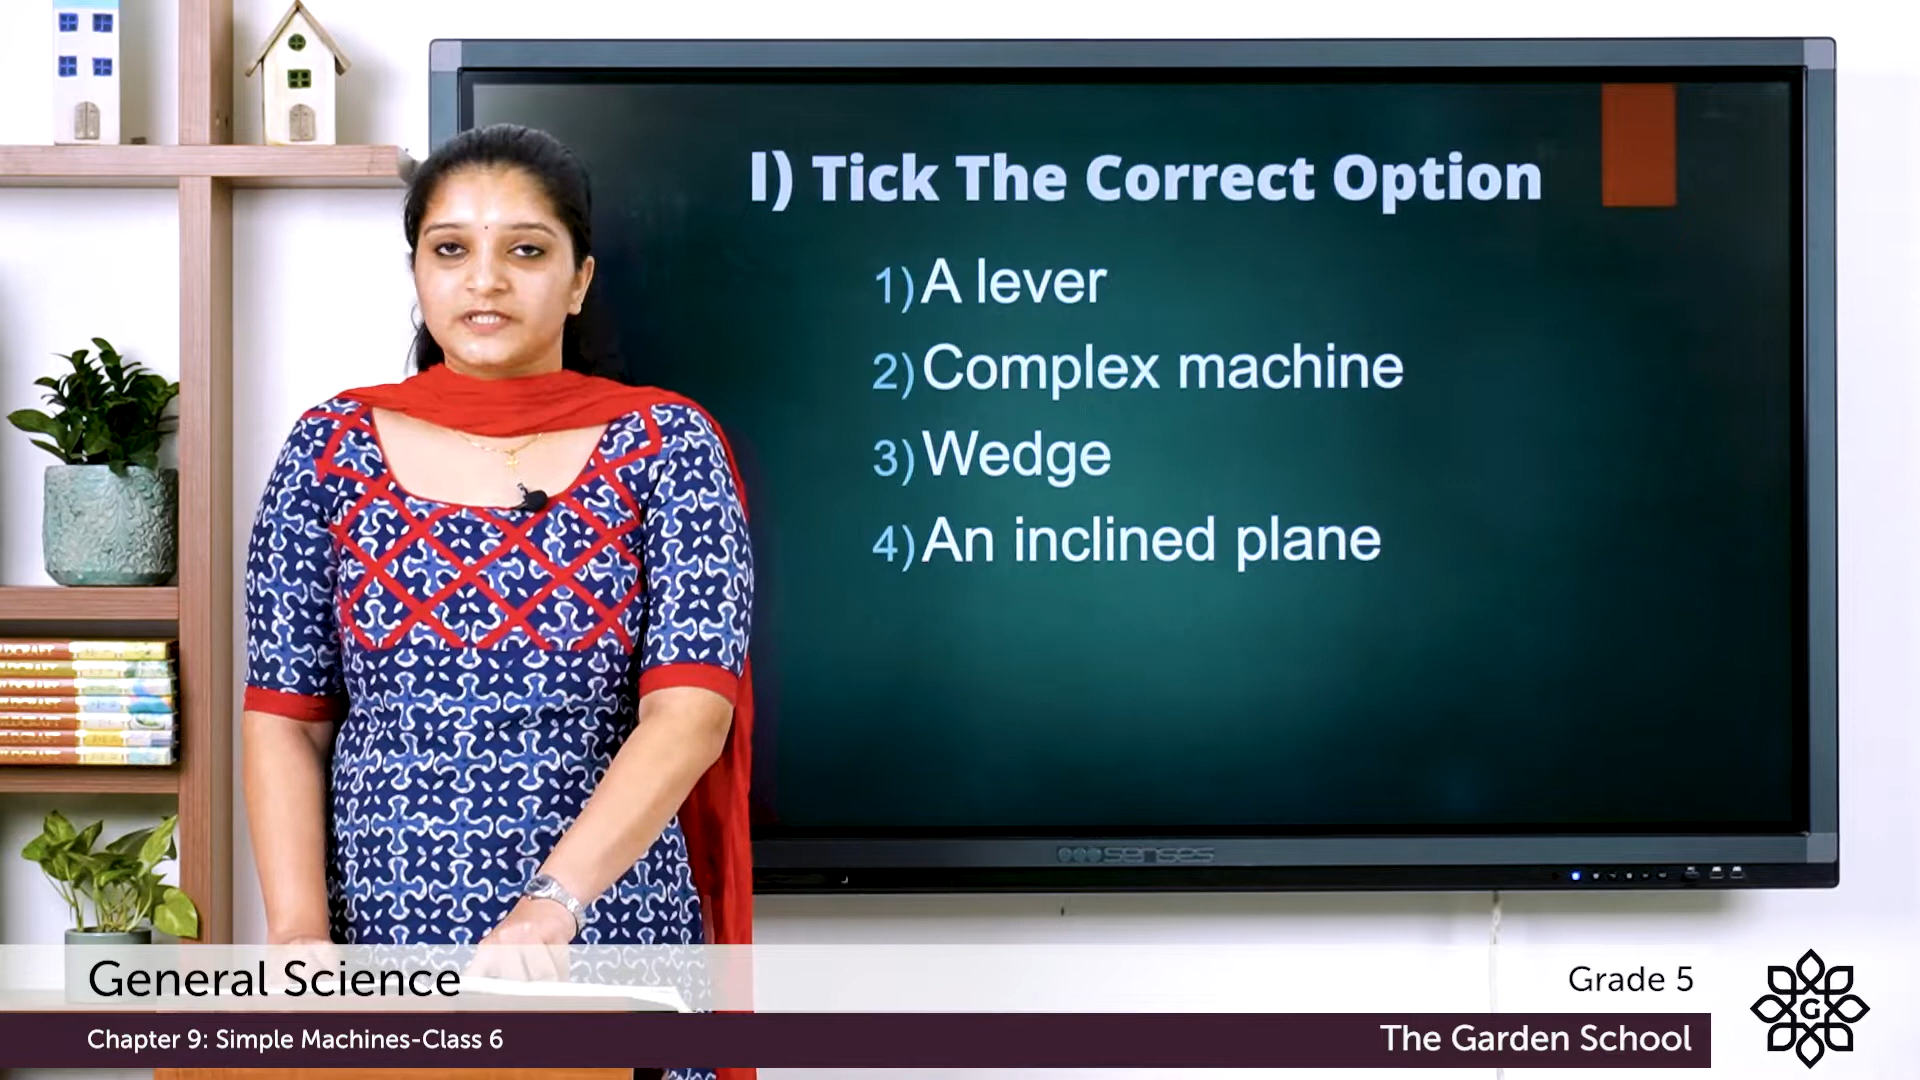 I) Tick The Correct Option
1) A lever
2) Complex machine
3) Wedge
4) An inclined plane
senses
General Science
Grade 5
Chapter 9: Simple Machines-Class 6
The Garden School
G